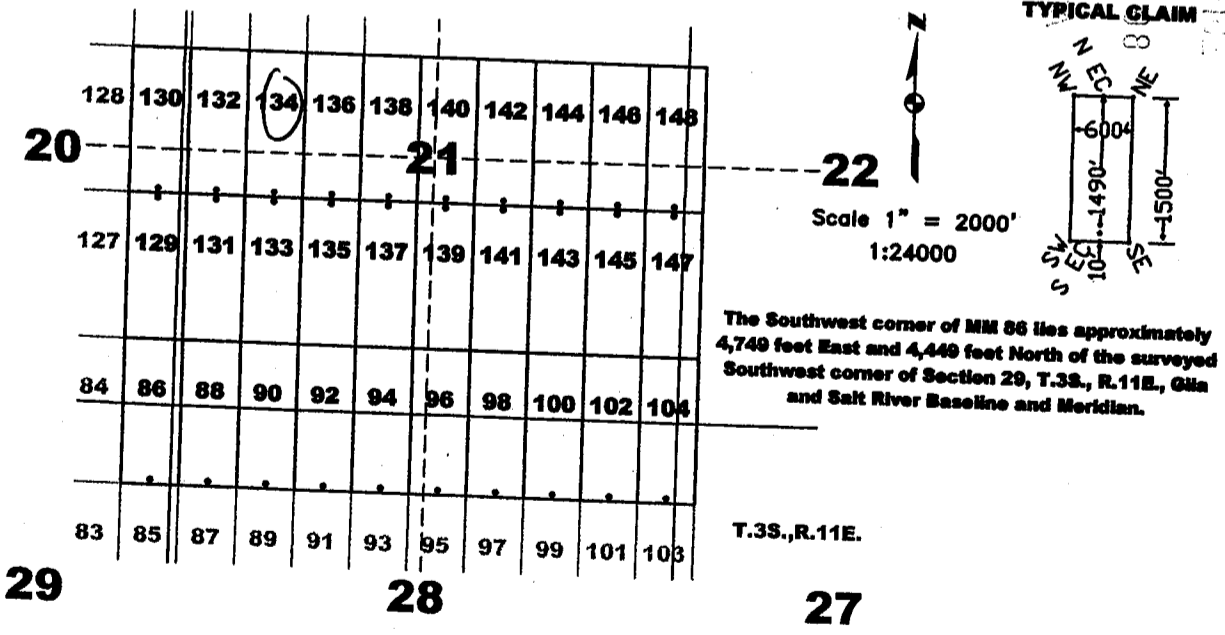 TYPICAL CLAIM
N
NW
N EC
NE
600'
1490'
1500'
10'
SW
S EC
SE
128 130 132 134 136 138 140 142 144 146 148
20
21
22
Scale 1" = 2000'
1:24000
127 129 131 133 135 137 139 141 143 145 147
The Southwest corner of MM 86 lies approximately
4,749 feet East and 4,449 feet North of the surveyed
Southwest corner of Section 29, T.3S., R.11E., Gila
and Salt River Baseline and Meridian.
84 86 88 90 92 94 96 98 100 102 104
83 85 87 89 91 93 95 97 99 101 103
T.3S.,R.11E.
29
28
27